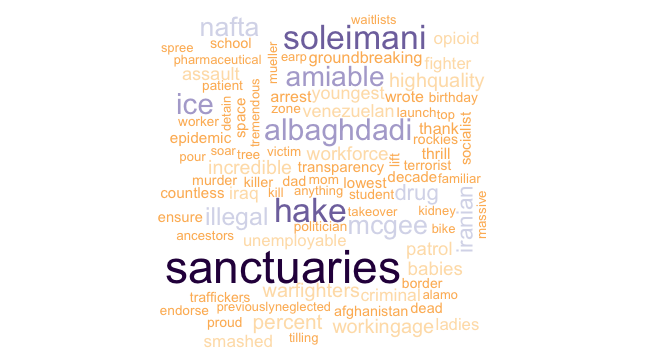 waitlists
nafta soleimani opioid
spree school mueller earp groundbreaking fighter
pharmaceutical
assault patient amiable highquality
detain tremendous arrest youngest wrote birthday
ice space zone venezuelan launch top socialist
worker albaghdadi thank
epidemic rockies
pour soar tree victim workforce lift thrill
incredible transparency terrorist
murder killer dad mom lowest decade familiar
countless iraq kill anything student drug iranian massive
ensure illegal hake takeover kidney
politician mcgee bike
ancestors unemployable patrol
sanctuaries babies
border
traffickers warfighters criminal alamo
endorse previouslyneglected afghanistan dead
proud percent workingage ladies
smashed tilling